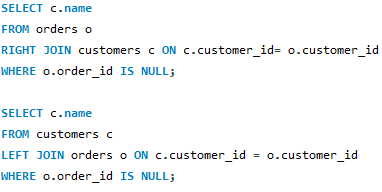 SELECT c.name
FROM orders o
RIGHT JOIN customers c ON c.customer_id= o.customer_id
WHERE o.order_id IS NULL;
SELECT c.name
FROM customers c
LEFT JOIN orders o ON c.customer_id = o.customer_id
WHERE o.order_id IS NULL;